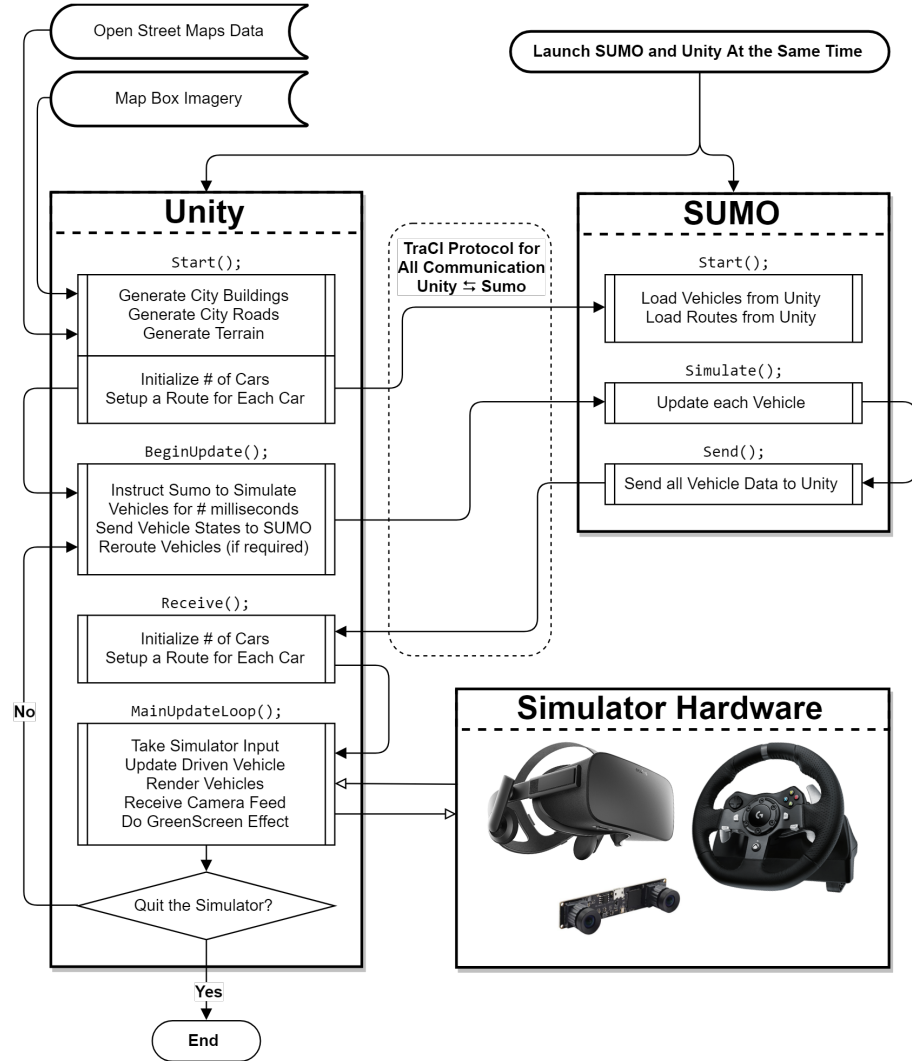 Open Street Maps Data
Map Box Imagery
Launch SUMO and Unity At the Same Time
Unity
Start();
Generate City Buildings
Generate City Roads
Generate Terrain
Initialize # of Cars
Setup a Route for Each Car
BeginUpdate();
Instruct Sumo to Simulate
Vehicles for # milliseconds
Send Vehicle States to SUMO
Reroute Vehicles (if required)
Receive();
Initialize # of Cars
Setup a Route for Each Car
MainUpdateLoop();
Take Simulator Input
Update Driven Vehicle
Render Vehicles
Receive Camera Feed
Do GreenScreen Effect
Quit the Simulator?
No
Yes
End
TraCI Protocol for
All Communication
Unity ⇆ Sumo
SUMO
Start();
Load Vehicles from Unity
Load Routes from Unity
Simulate();
Update each Vehicle
Send();
Send all Vehicle Data to Unity
Simulator Hardware